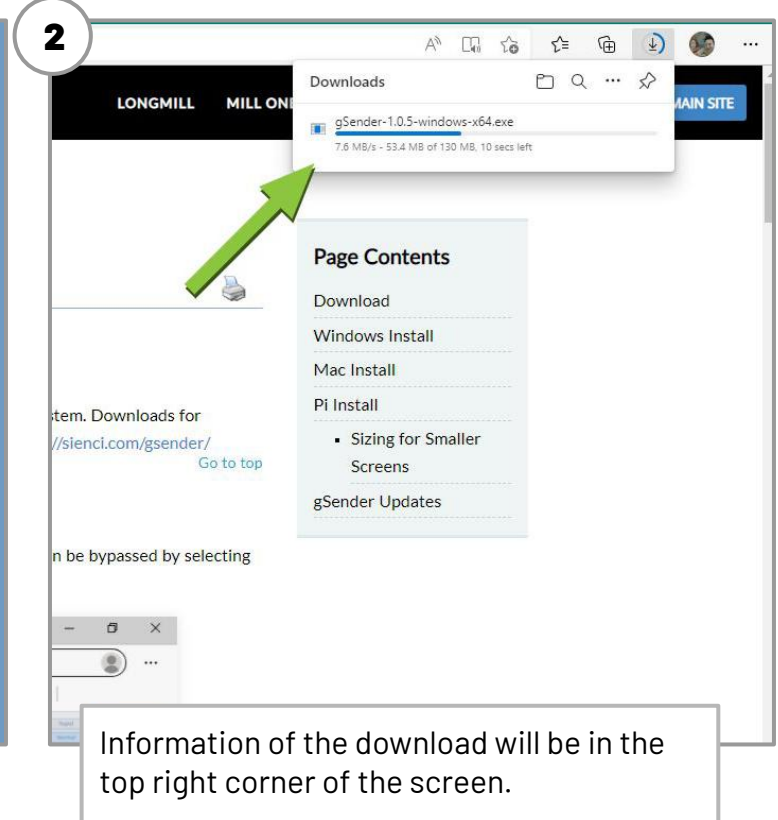 2
LONGMILL MILL ONE
MAIN SITE
Downloads
gSender-1.0.5-windows-x64.exe
7.6 MB/s - 53.4 MB of 130 MB, 10 secs left
Page Contents
Download
Windows Install
Mac Install
Pi Install
▪ Sizing for Smaller
Screens
gSender Updates
stem. Downloads for
//sienci.com/gsender/
Go to top
n be bypassed by selecting
Information of the download will be in the
top right corner of the screen.